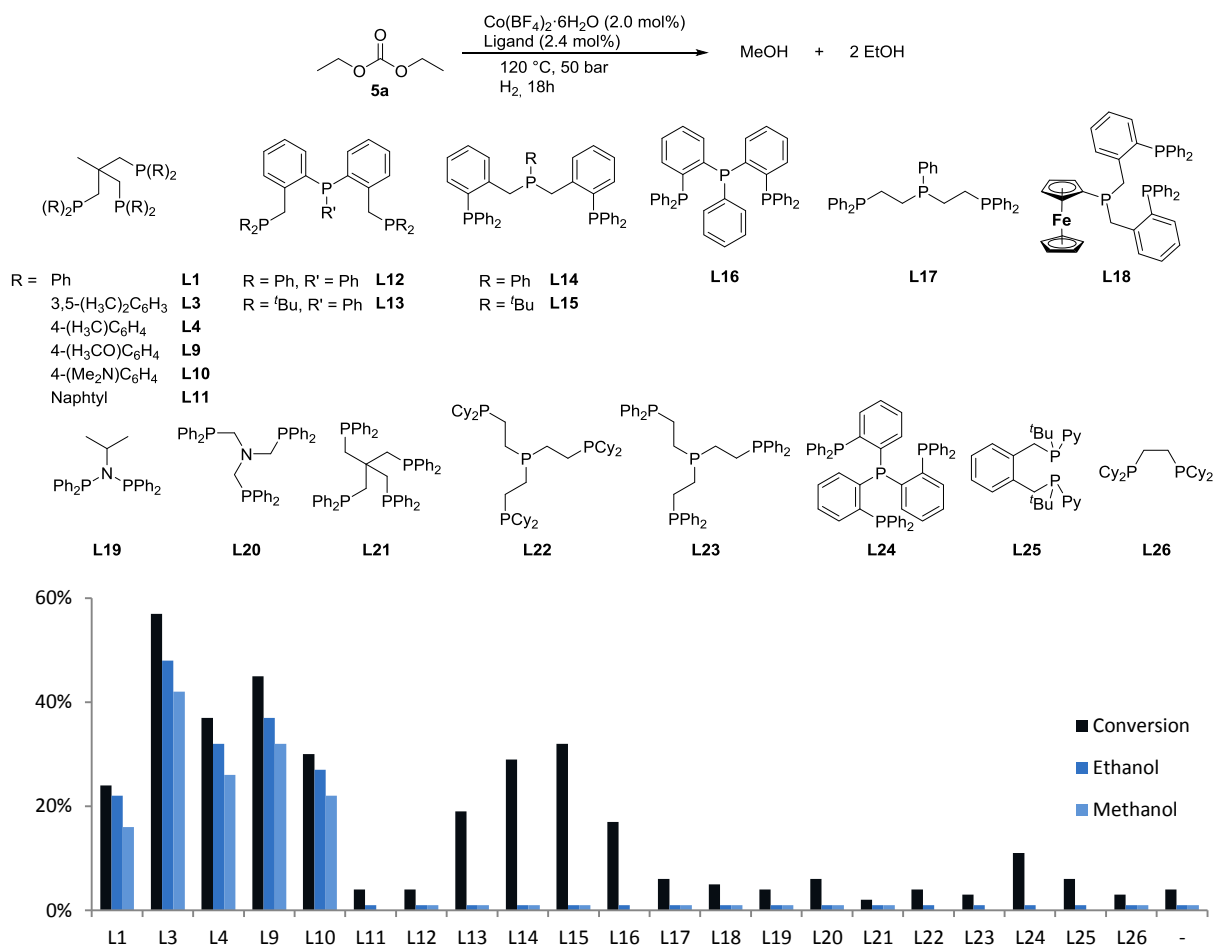 Co(BF4)2·6H2O (2.0 mol%)
Ligand (2.4 mol%)
120 °C, 50 bar
H2, 18h
O
O O
5a
MeOH + 2 EtOH
P(R)2
(R)2P P(R)2
P
R'
R2P PR2
R
P
PPh2 PPh2
P
PPh2 PPh2
L16
Ph
P
Ph2P PPh2
L17
PPh2
PPh2
P
Fe
L18
R = Ph L1
3,5-(H3C)2C6H3 L3
4-(H3C)C6H4 L4
4-(H3CO)C6H4 L9
4-(Me2N)C6H4 L10
Naphtyl L11
R = Ph, R' = Ph L12
R = tBu, R' = Ph L13
R = Ph L14
R = tBu L15
N
Ph2P PPh2
L19
Ph2P PPh2
N
PPh2
L20
PPh2
PPh2
Ph2P PPh2
L21
Cy2P
P PCy2
PCy2
L22
Ph2P
P PPh2
PPh2
L23
Ph2P PPh2
P
PPh2
L24
tBu Py
P
P
tBu Py
L25
Cy2P PCy2
L26
60%
40%
20%
0%
Conversion
Ethanol
Methanol
L1 L3 L4 L9 L10 L11 L12 L13 L14 L15 L16 L17 L18 L19 L20 L21 L22 L23 L24 L25 L26 -